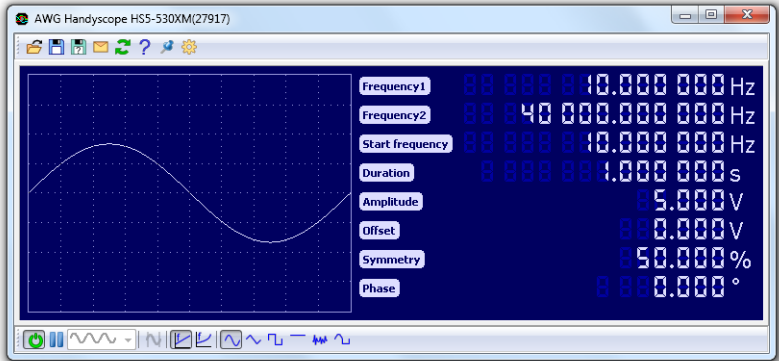 AWG Handyscope HS5-530XM(27917)
Frequency1 10.000 000 Hz
Frequency2 40 000.000 000 Hz
Start frequency 10.000 000 Hz
Duration 1.000 000 s
Amplitude 5.000 V
Offset 0.000 V
Symmetry 50.000 %
Phase 0.000 °